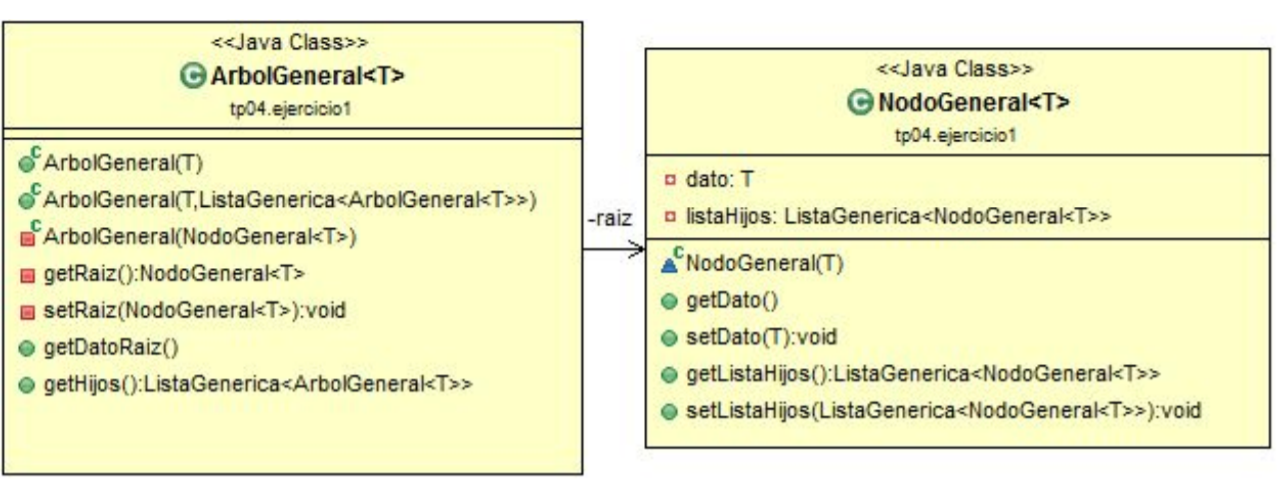 <<Java Class>>
ArbolGeneral<T>
tp04.ejercicio1
ArbolGeneral(T)
ArbolGeneral(T,ListaGenerica<ArbolGeneral<T>>)
ArbolGeneral(NodoGeneral<T>)
getRaiz():NodoGeneral<T>
setRaiz(NodoGeneral<T>):void
getDatoRaiz()
getHijos():ListaGenerica<ArbolGeneral<T>>
-raiz
<<Java Class>>
NodoGeneral<T>
tp04.ejercicio1
dato: T
listaHijos: ListaGenerica<NodoGeneral<T>>
NodoGeneral(T)
getDato()
setDato(T):void
getListaHijos():ListaGenerica<NodoGeneral<T>>
setListaHijos(ListaGenerica<NodoGeneral<T>>):void